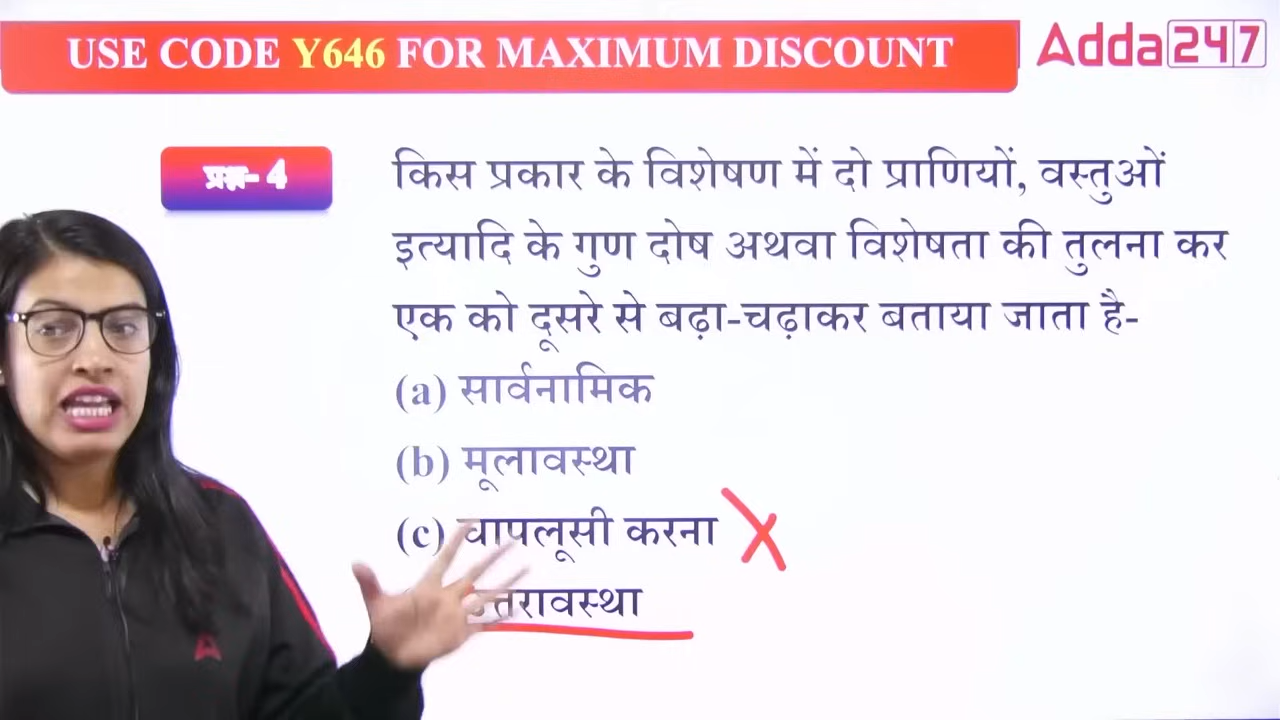 USE CODE Y646 FOR MAXIMUM DISCOUNT
Adda247
प्रश्न- 4
किस प्रकार के विशेषण में दो प्राणियों, वस्तुओं
इत्यादि के गुण दोष अथवा विशेषता की तुलना कर
एक को दूसरे से बढ़ा-चढ़ाकर बताया जाता है-
(a) सार्वनामिक
(b) मूलावस्था
(c) चापलूसी करना
उत्तरावस्था